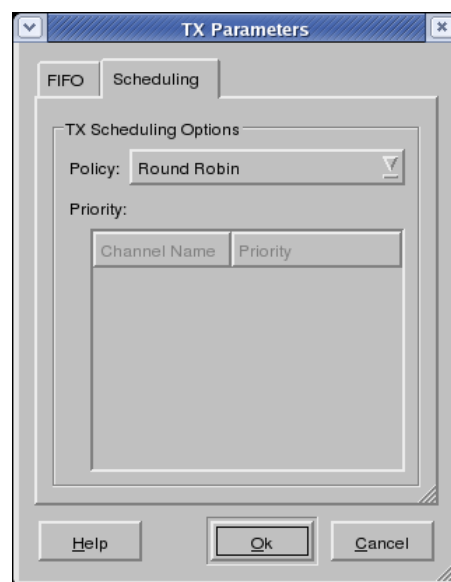 TX Parameters
FIFO Scheduling
TX Scheduling Options
Policy: Round Robin
Priority:
Channel Name Priority
Help Ok Cancel